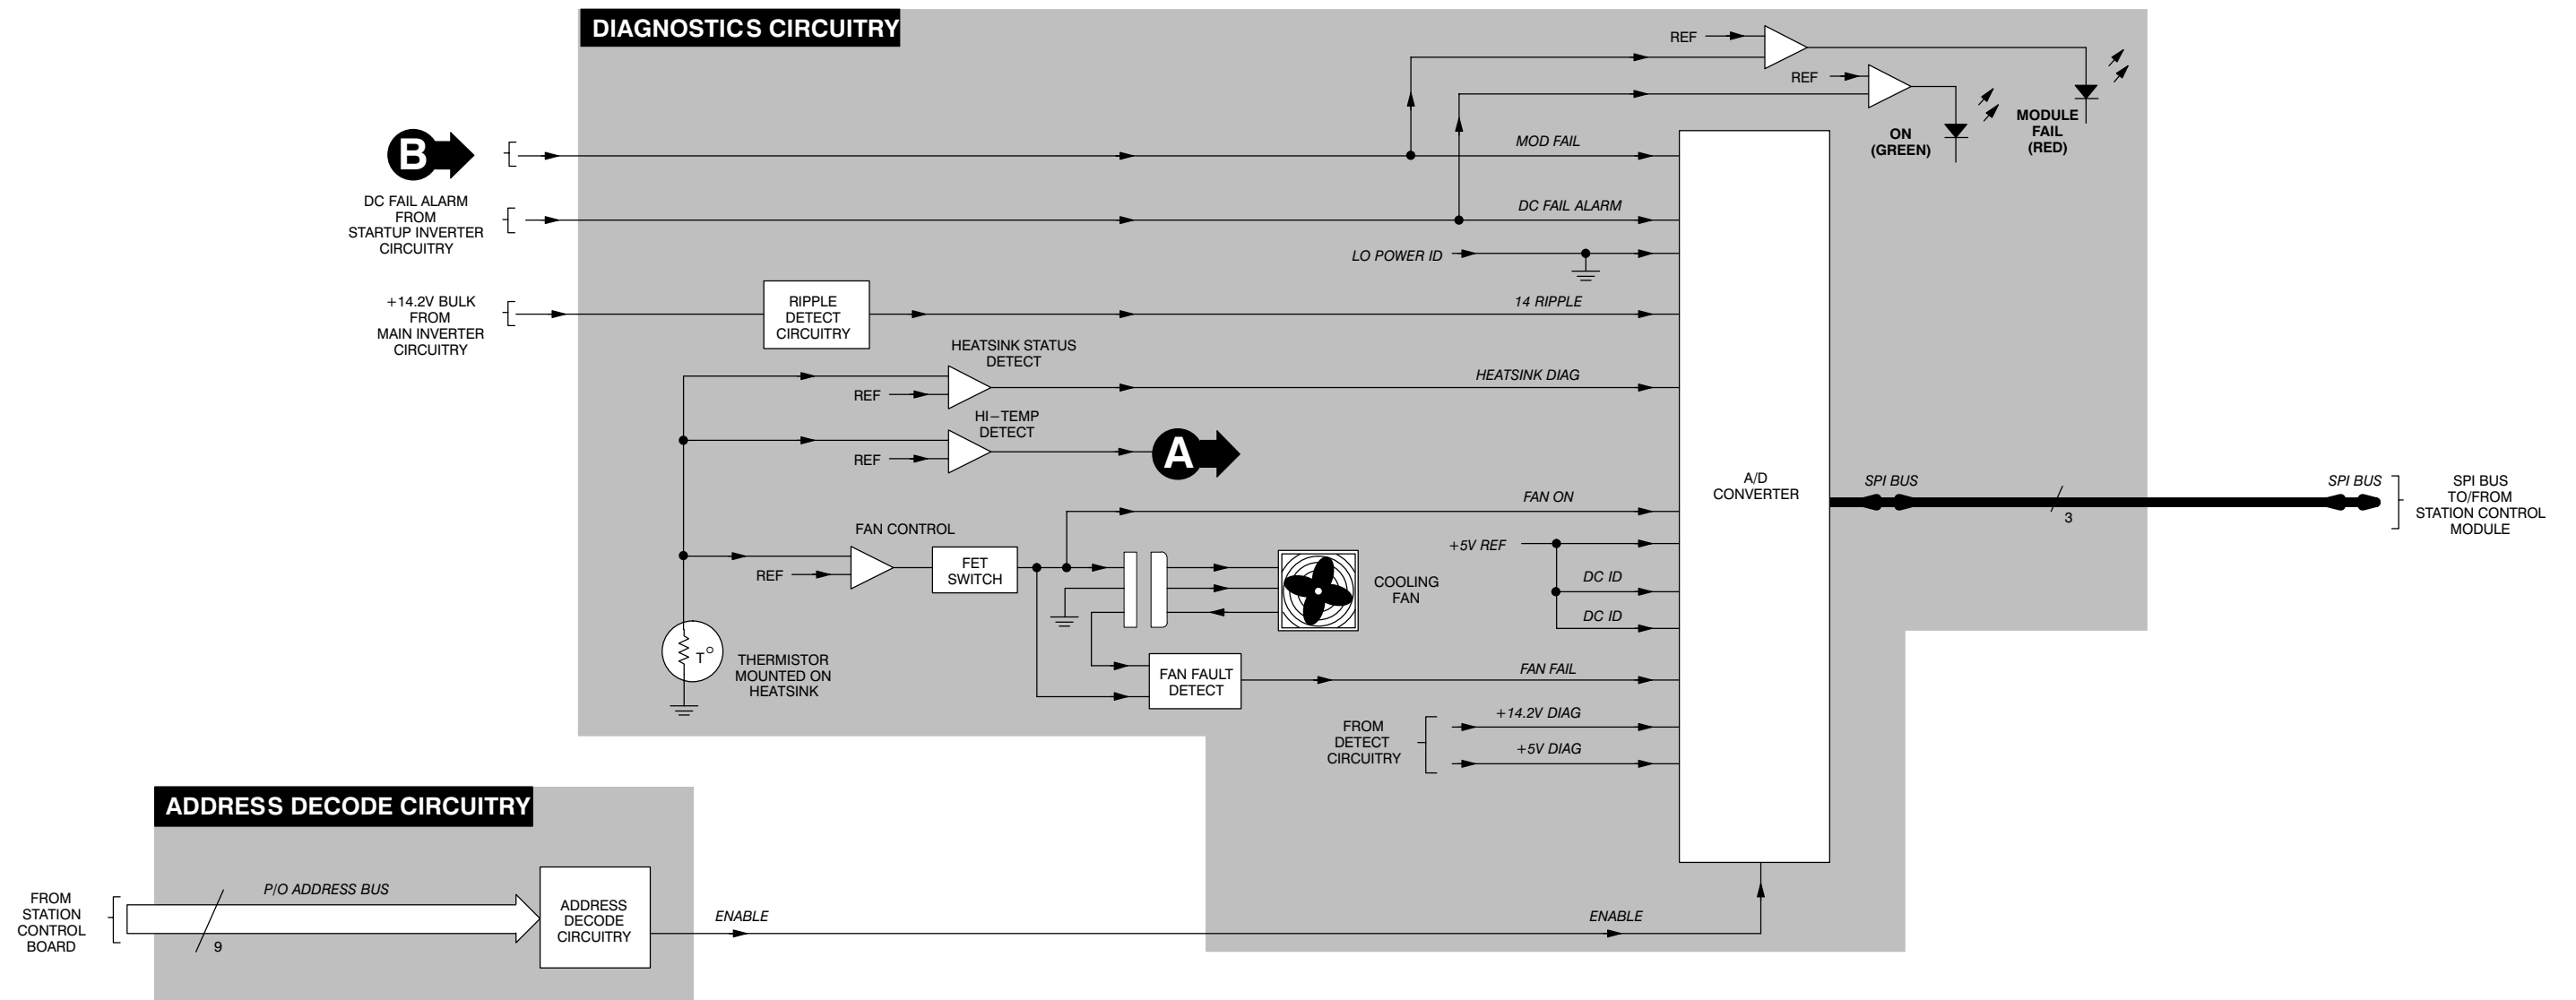 DIAGNOSTICS CIRCUITRY
REF
REF
MODULE
FAIL
(RED)
ON
(GREEN)
B
MOD FAIL
DC FAIL ALARM
FROM
STARTUP INVERTER
CIRCUITRY
DC FAIL ALARM
LO POWER ID
+14.2V BULK
FROM
MAIN INVERTER
CIRCUITRY
RIPPLE
DETECT
CIRCUITRY
14 RIPPLE
HEATSINK STATUS
DETECT
REF
HEATSINK DIAG
HI–TEMP
DETECT
REF
A
A/D
CONVERTER
SPI BUS
3
SPI BUS
SPI BUS
TO/FROM
STATION CONTROL
MODULE
FAN ON
FAN CONTROL
REF
FET
SWITCH
COOLING
FAN
+5V REF
DC ID
DC ID
T°
THERMISTOR
MOUNTED ON
HEATSINK
FAN FAULT
DETECT
FAN FAIL
FROM
DETECT
CIRCUITRY
+14.2V DIAG
+5V DIAG
ADDRESS DECODE CIRCUITRY
FROM
STATION
CONTROL
BOARD
P/O ADDRESS BUS
9
ADDRESS
DECODE
CIRCUITRY
ENABLE
ENABLE